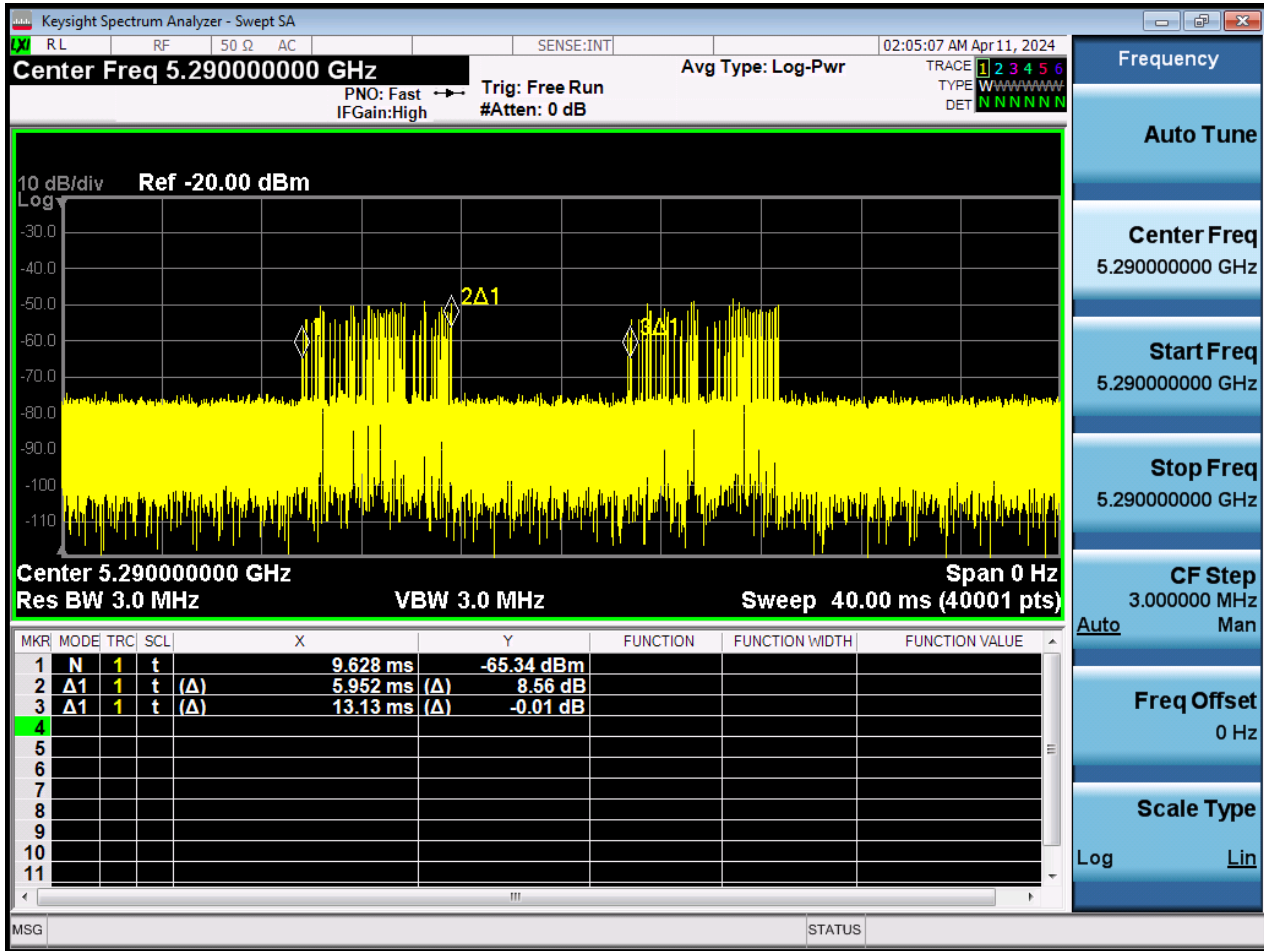 Keysight Spectrum Analyzer - Swept SA
LXI RL RF 50 Ω AC SENSE:INT 02:05:07 AM Apr 11, 2024
Center Freq 5.290000000 GHz
PNO: Fast
IFGain:High
Trig: Free Run
#Atten: 0 dB
Avg Type: Log-Pwr
TRACE 1 2 3 4 5 6
TYPE WWWWWW
DET N N N N N N
10 dB/div Ref -20.00 dBm
Log
-30.0
-40.0
-50.0
-60.0
-70.0
-80.0
-90.0
-100
-110
2Δ1
3Δ1
Center 5.290000000 GHz Span 0 Hz
Res BW 3.0 MHz VBW 3.0 MHz Sweep 40.00 ms (40001 pts)
MKR MODE TRC SCL X Y FUNCTION FUNCTION WIDTH FUNCTION VALUE
1 N 1 t 9.628 ms -65.34 dBm
2 Δ1 1 t (Δ) 5.952 ms (Δ) 8.56 dB
3 Δ1 1 t (Δ) 13.13 ms (Δ) -0.01 dB
4
5
6
7
8
9
10
11
MSG STATUS
Frequency
Auto Tune
Center Freq
5.290000000 GHz
Start Freq
5.290000000 GHz
Stop Freq
5.290000000 GHz
CF Step
3.000000 MHz
Auto Man
Freq Offset
0 Hz
Scale Type
Log Lin